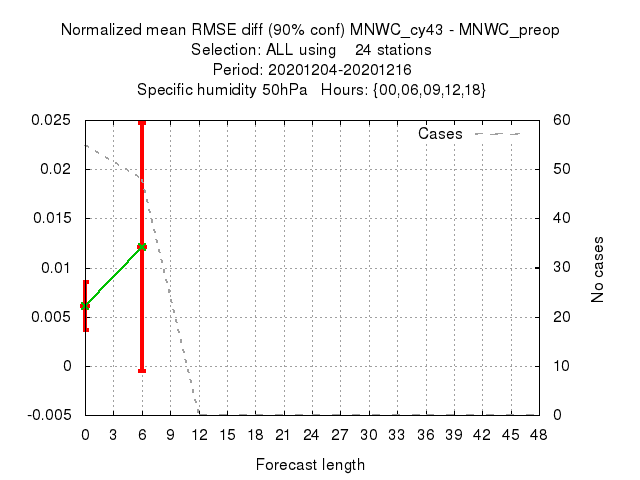 Normalized mean RMSE diff (90% conf) MNWC_cy43 - MNWC_preop
Selection: ALL using    24 stations
Period: 20201204-20201216
Specific humidity 50hPa   Hours: {00,06,09,12,18}
0.025
0.02
0.015
0.01
0.005
0
-0.005
Cases
60
50
40
30
20
10
0
No cases
0 3 6 9 12 15 18 21 24 27 30 33 36 39 42 45 48
Forecast length